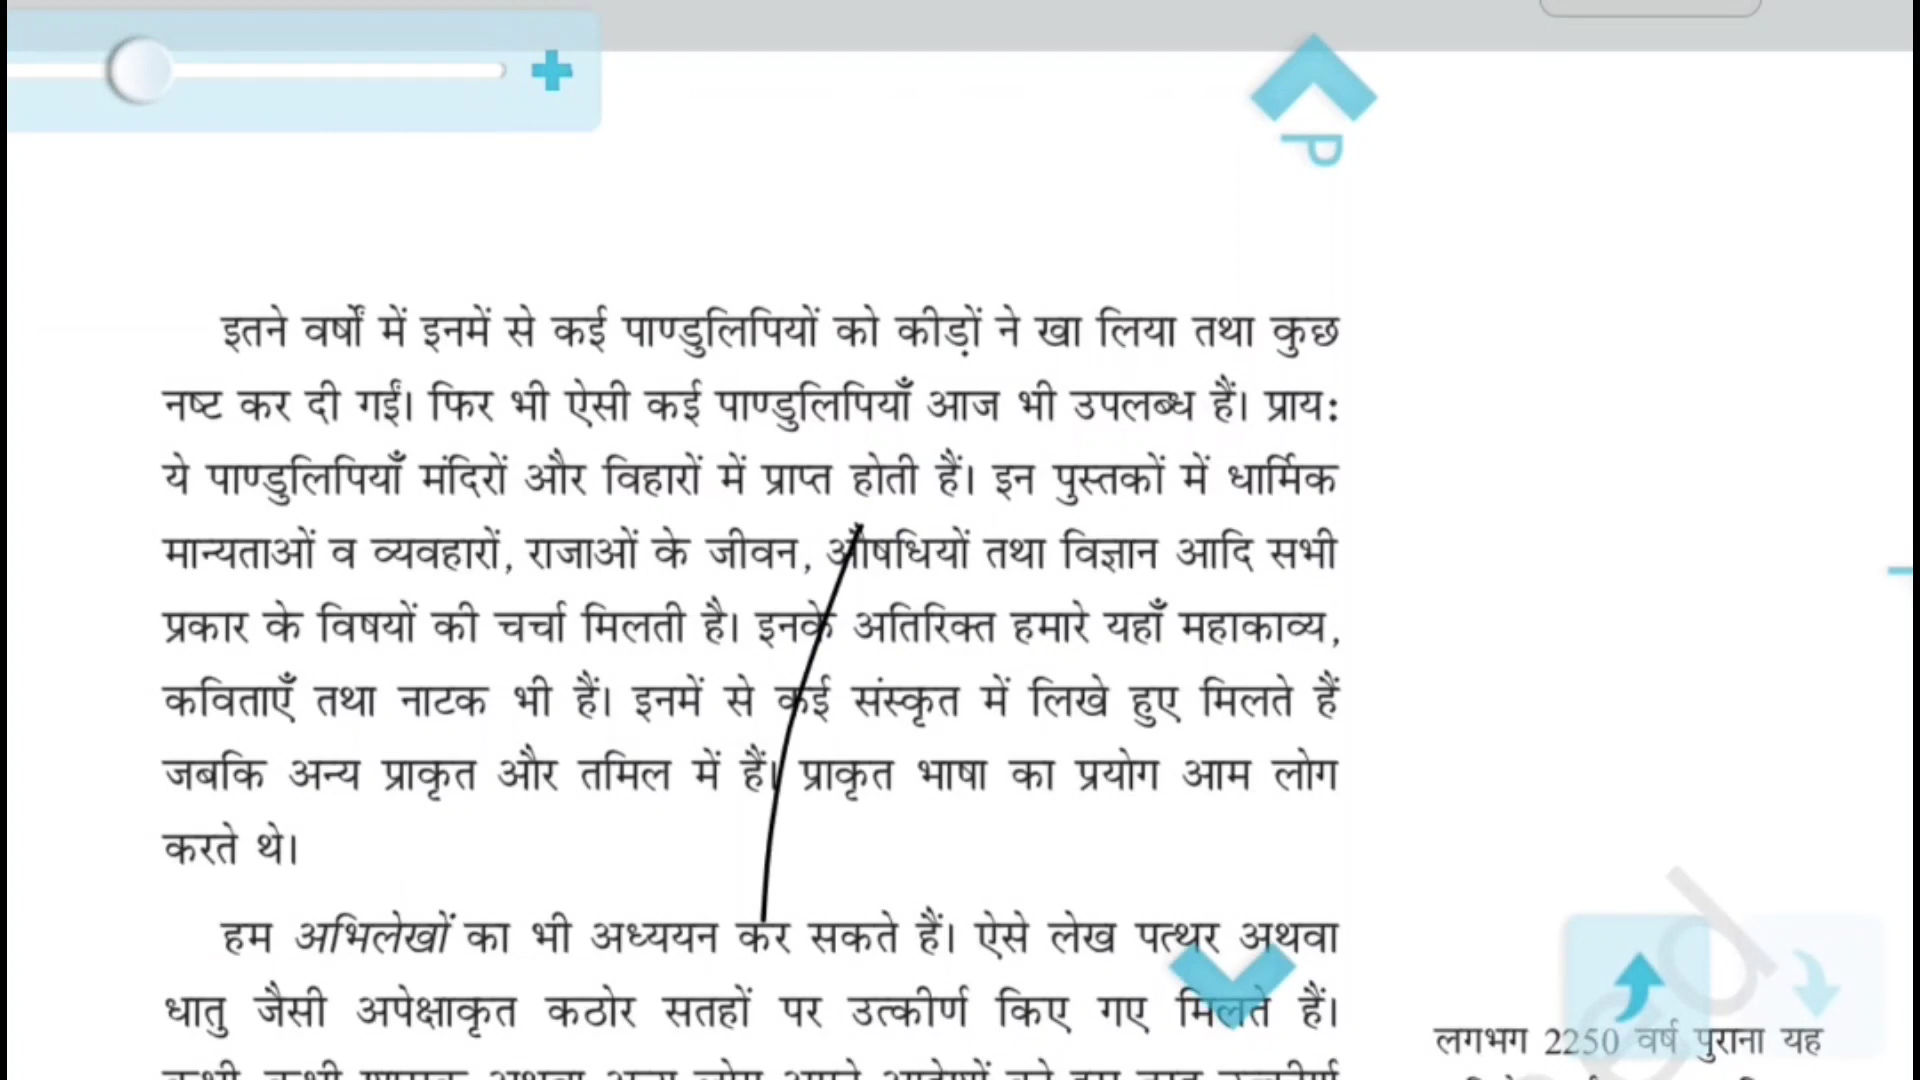 P
इतने वर्षों में इनमें से कई पाण्डुलिपियों को कीड़ों ने खा लिया तथा कुछ
नष्ट कर दी गईं। फिर भी ऐसी कई पाण्डुलिपियाँ आज भी उपलब्ध हैं। प्राय:
ये पाण्डुलिपियाँ मंदिरों और विहारों में प्राप्त होती हैं। इन पुस्तकों में धार्मिक
मान्यताओं व व्यवहारों, राजाओं के जीवन, औषधियों तथा विज्ञान आदि सभी
प्रकार के विषयों की चर्चा मिलती है। इनके अतिरिक्त हमारे यहाँ महाकाव्य,
कविताएँ तथा नाटक भी हैं। इनमें से कई संस्कृत में लिखे हुए मिलते हैं
जबकि अन्य प्राकृत और तमिल में हैं। प्राकृत भाषा का प्रयोग आम लोग
करते थे।
हम अभिलेखों का भी अध्ययन कर सकते हैं। ऐसे लेख पत्थर अथवा
धातु जैसी अपेक्षाकृत कठोर सतहों पर उत्कीर्ण किए गए मिलते हैं।
लगभग 2250 वर्ष पुराना यह